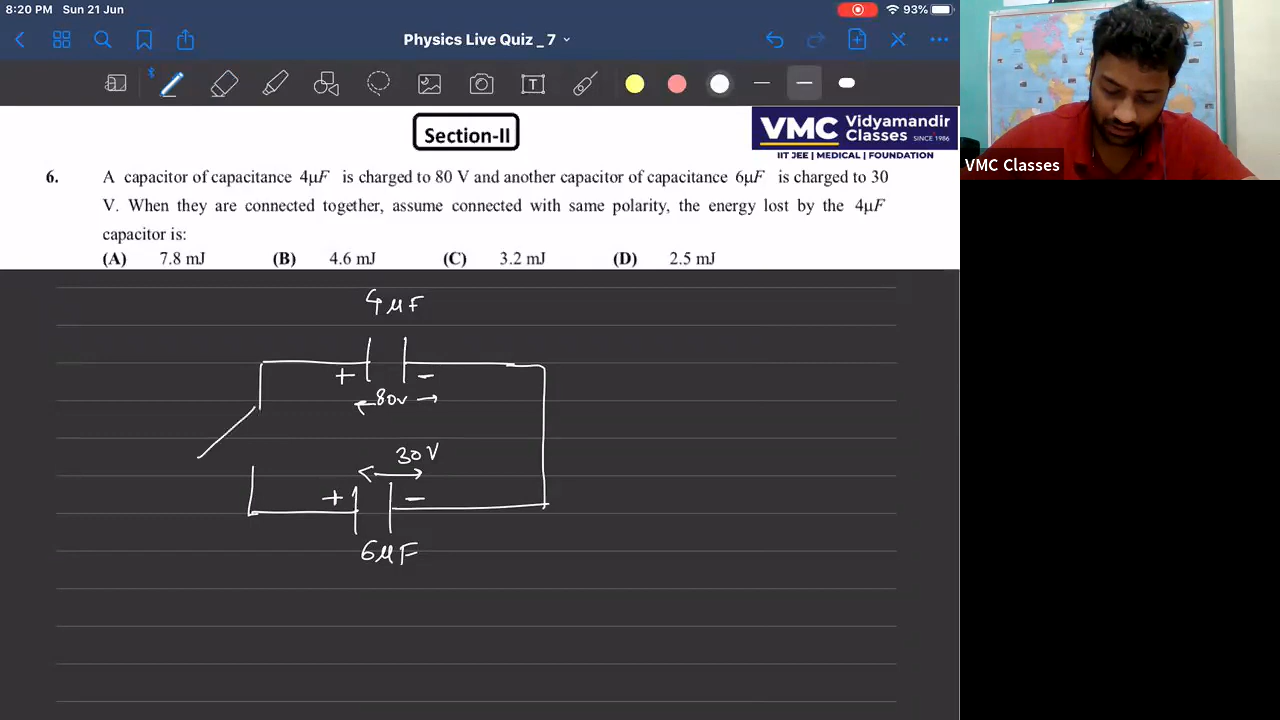 8:20 PM Sun 21 Jun
93%
Physics Live Quiz _ 7
T
Section-II
VMC Vidyamandir Classes SINCE 1986
IIT JEE | MEDICAL | FOUNDATION
VMC Classes
6. A capacitor of capacitance 4μF is charged to 80 V and another capacitor of capacitance 6μF is charged to 30
V. When they are connected together, assume connected with same polarity, the energy lost by the 4μF
capacitor is:
(A) 7.8 mJ (B) 4.6 mJ (C) 3.2 mJ (D) 2.5 mJ
4μF
+ −
80V
30V
+ −
6μF